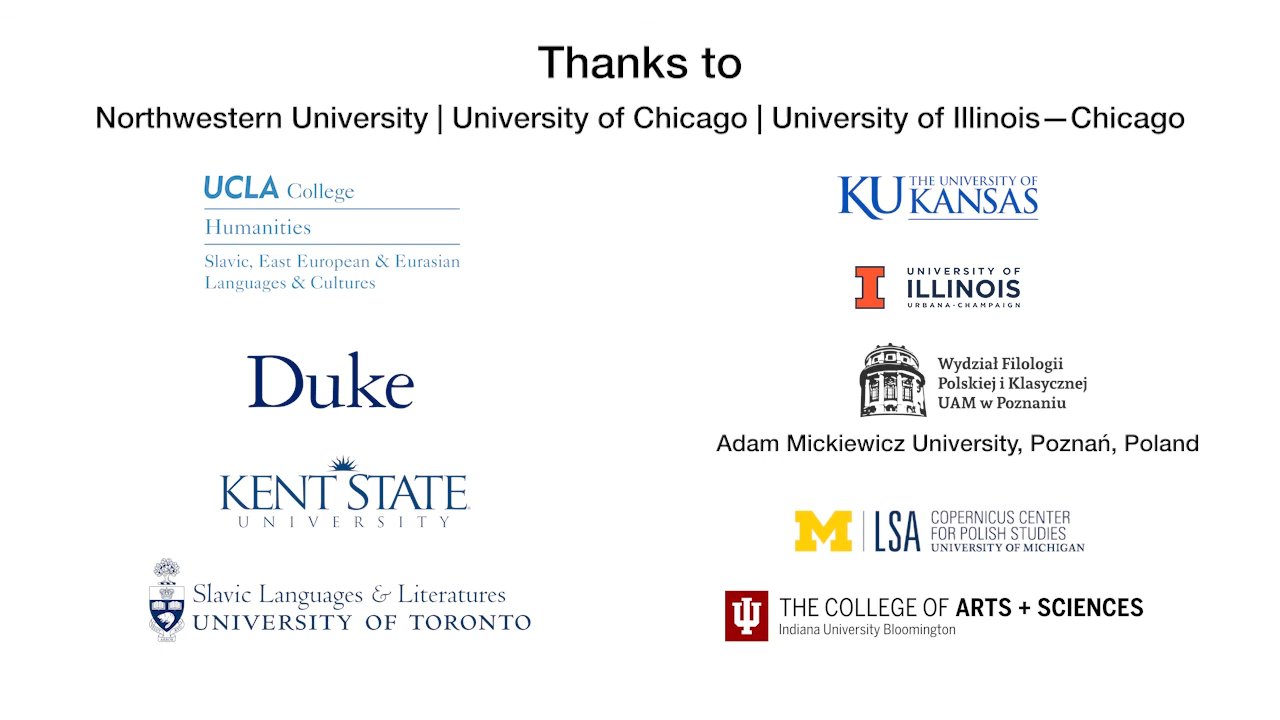 Thanks to
Northwestern University | University of Chicago | University of Illinois—Chicago
UCLA College
Humanities
Slavic, East European & Eurasian
Languages & Cultures
Duke
KENT STATE
UNIVERSITY
Slavic Languages & Literatures
UNIVERSITY OF TORONTO
KU THE UNIVERSITY OF
KANSAS
I UNIVERSITY OF
ILLINOIS
URBANA-CHAMPAIGN
Wydział Filologii
Polskiej i Klasycznej
UAM w Poznaniu
Adam Mickiewicz University, Poznań, Poland
M | LSA COPERNICUS CENTER
FOR POLISH STUDIES
UNIVERSITY OF MICHIGAN
THE COLLEGE OF ARTS + SCIENCES
Indiana University Bloomington